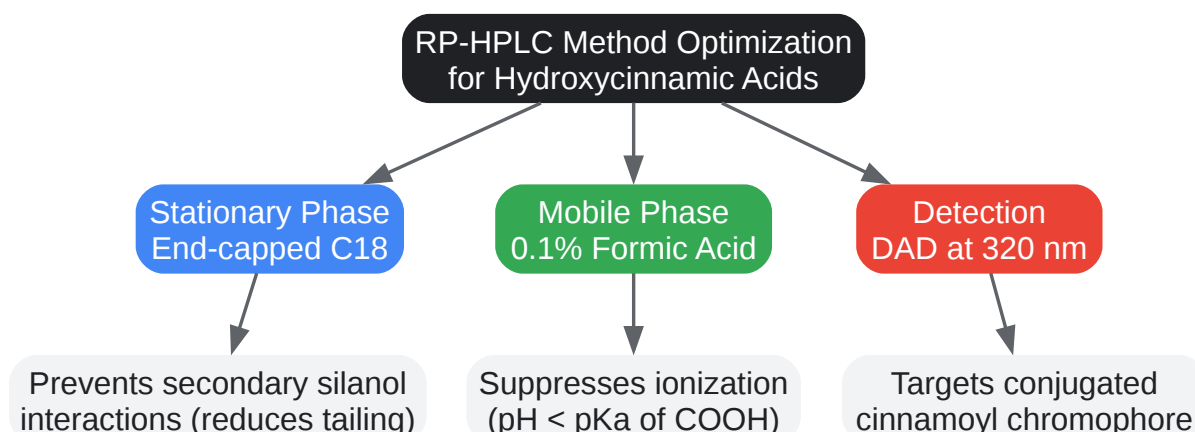 RP-HPLC Method Optimization
for Hydroxycinnamic Acids
Stationary Phase
End-capped C18
Mobile Phase
0.1% Formic Acid
Detection
DAD at 320 nm
Prevents secondary silanol
interactions (reduces tailing)
Suppresses ionization
(pH < pKa of COOH)
Targets conjugated
cinnamoyl chromophore